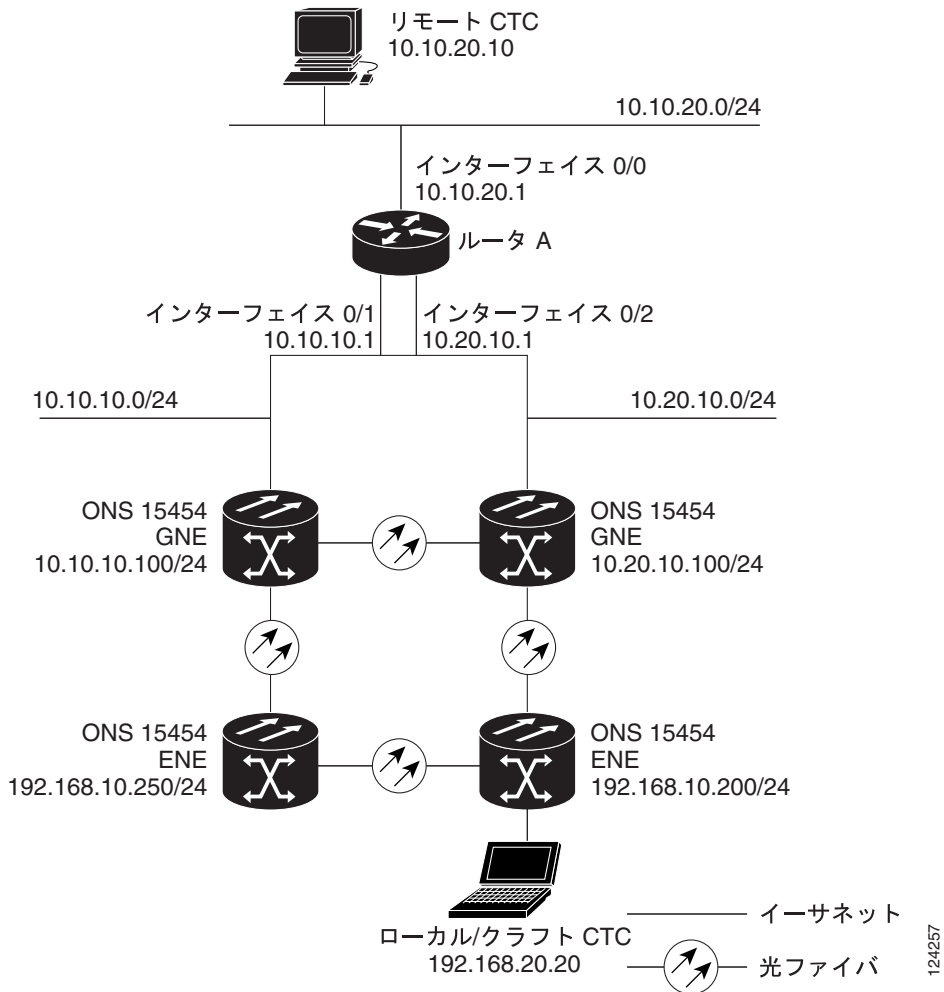 リモート CTC
10.10.20.10
10.10.20.0/24
インターフェイス 0/0
10.10.20.1
ルータ A
インターフェイス 0/1
10.10.10.1
インターフェイス 0/2
10.20.10.1
10.10.10.0/24
10.20.10.0/24
ONS 15454
GNE
10.10.10.100/24
ONS 15454
GNE
10.20.10.100/24
ONS 15454
ENE
192.168.10.250/24
ONS 15454
ENE
192.168.10.200/24
ローカル/クラフト CTC
192.168.20.20
イーサネット
光ファイバ
124257